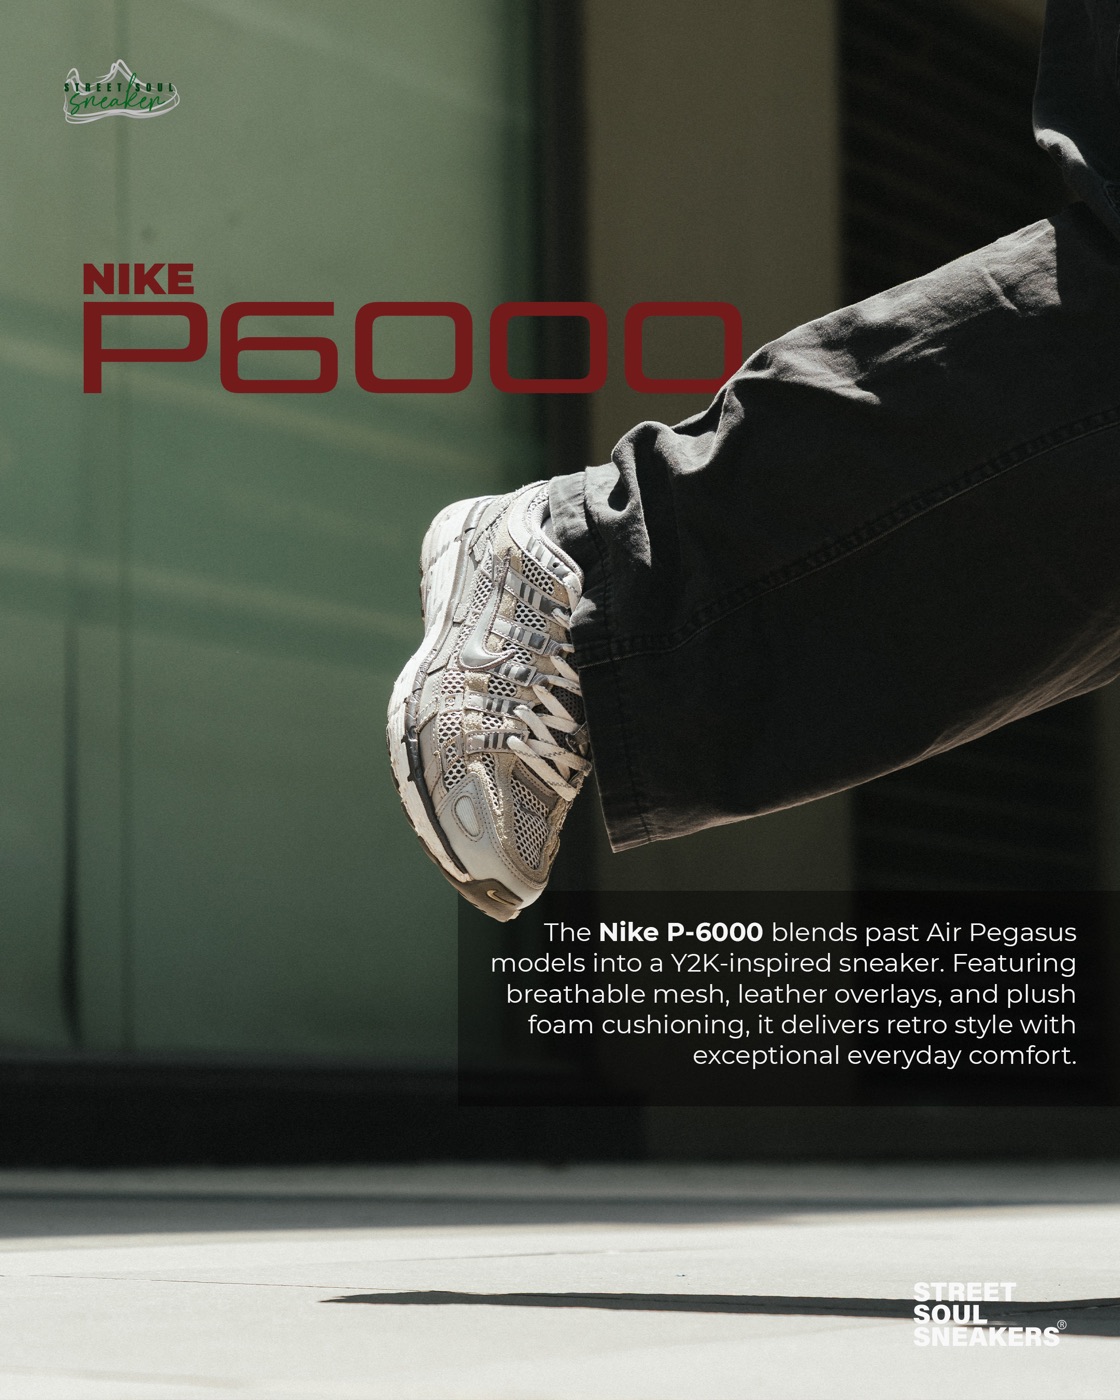 STREET SOUL
sneaker
NIKE
P6000
The Nike P-6000 blends past Air Pegasus
models into a Y2K-inspired sneaker. Featuring
breathable mesh, leather overlays, and plush
foam cushioning, it delivers retro style with
exceptional everyday comfort.
STREET
SOUL
SNEAKERS®